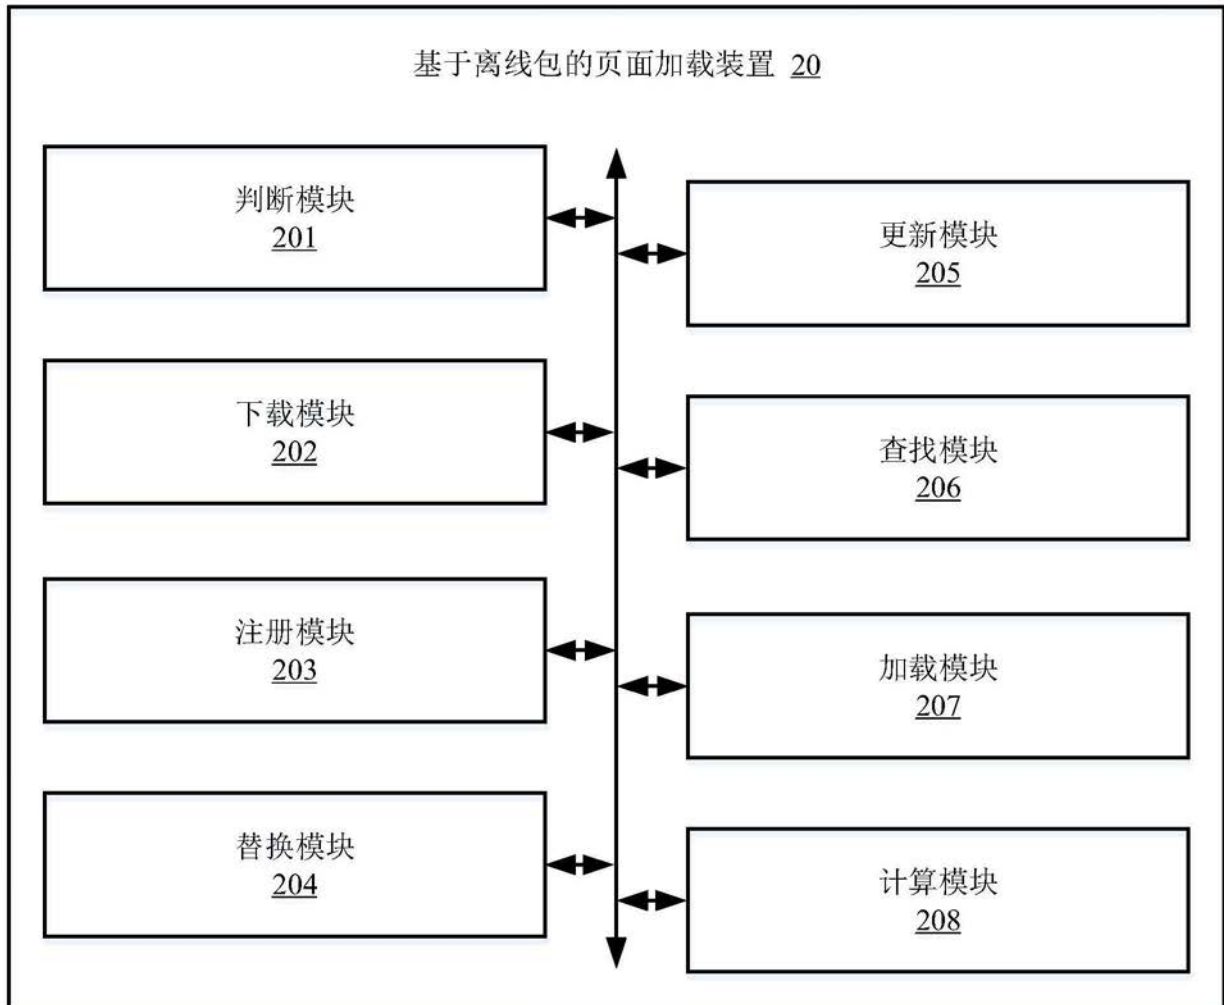 基于离线包的页面加载装置 20
判断模块
201
下载模块
202
注册模块
203
替换模块
204
更新模块
205
查找模块
206
加载模块
207
计算模块
208